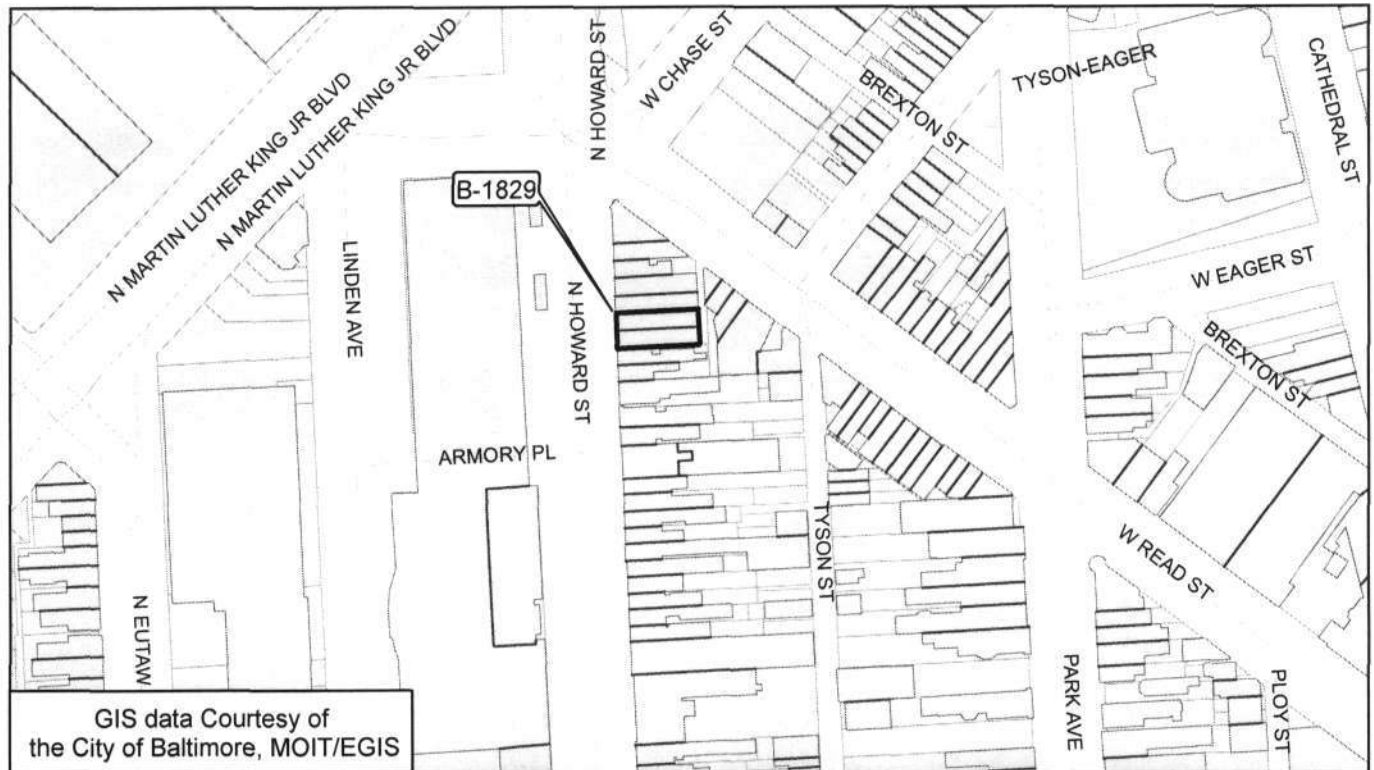 N MARTIN LUTHER KING JR BLVD
N MARTIN LUTHER KING JR BLVD
N HOWARD ST
W CHASE ST
BREXTON ST
TYSON-EAGER
CATHEDRAL ST
B-1829
LINDEN AVE
N HOWARD ST
W EAGER ST
BREXTON ST
ARMORY PL
TYSON ST
W READ ST
N EUTAW
PARK AVE
PLOY ST
GIS data Courtesy of
the City of Baltimore, MOIT/EGIS